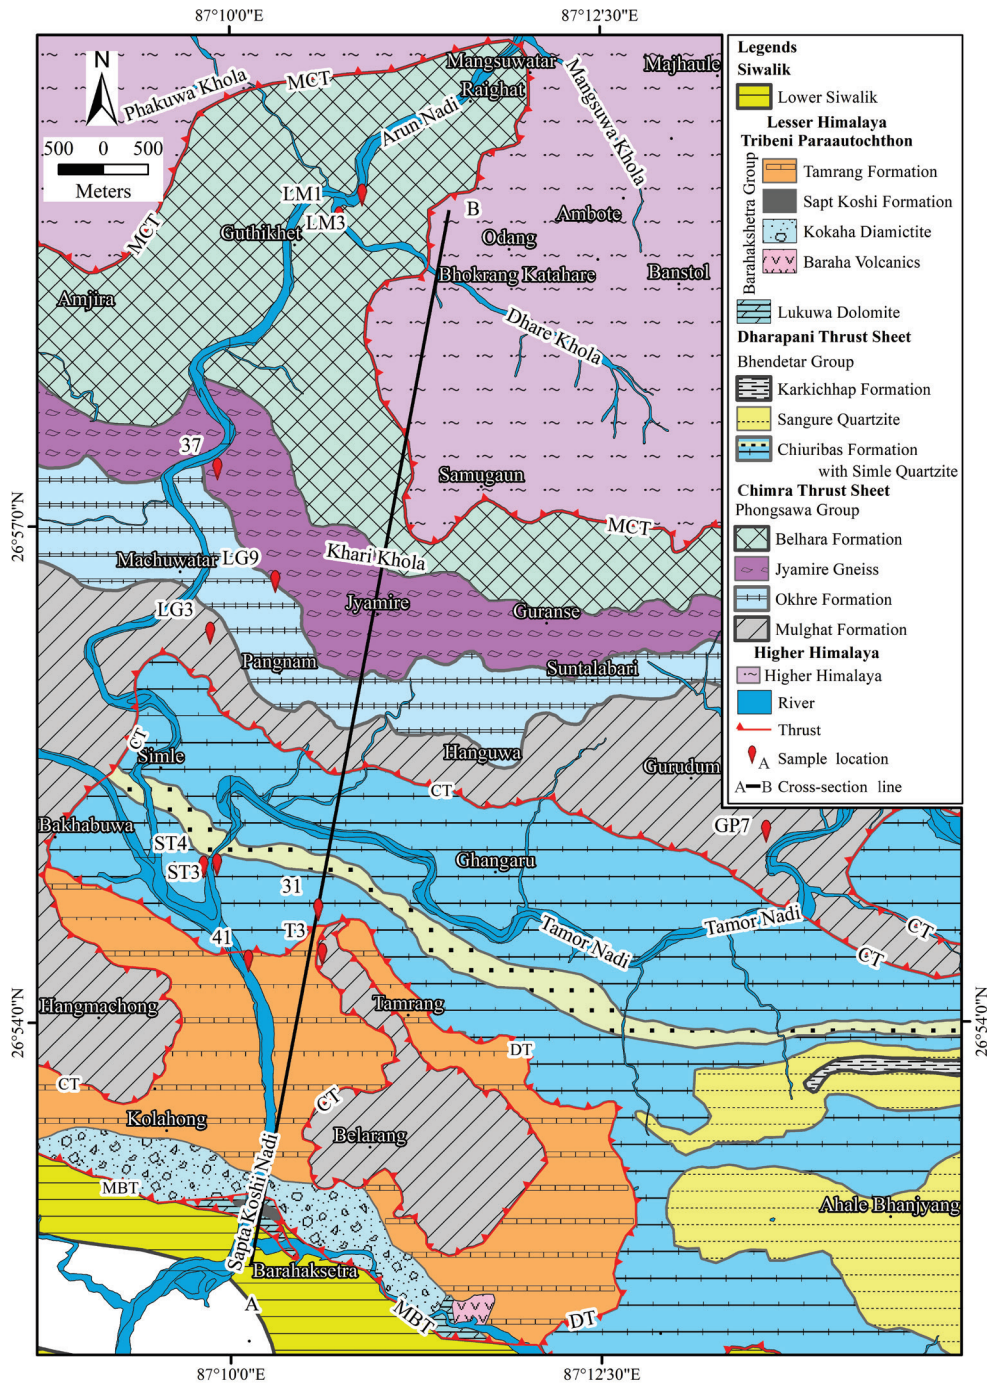 87°10'0"E
87°12'30"E
N
500 0 500
Meters
Phakuwa Khola
MCT
Mangsuwatar
Raighat
Majhaule
Arun Nadi
Mangsuwa Khola
LM1
LM3
MCT
Guthikhet
B
Ambote
Odang
Bhokrang Katahare
Banstol
Amjira
Dhare Khola
37
Samugaun
26°57'0"N
MCT
Khari Khola
Machuwatar
LG9
Jyamire
Guranse
LG3
Pangnam
Suntalabari
CT
Simle
Hanguwa
Gurudum
CT
Bakhabuwa
GP7
ST4
ST3
Ghangaru
31
T3
41
Tamor Nadi
Tamor Nadi
CT
CT
Hangmachong
Tamrang
26°54'0"N
26°54'0"N
DT
CT
CT
Kolahong
Belarang
MBT
Sapta Koshi Nadi
Ahale Bhanjyang
Barahaksetra
A
MBT
DT
87°10'0"E
87°12'30"E
Legends
Siwalik
Lower Siwalik
Lesser Himalaya
Tribeni Paraautochthon
Barahakshetra Group
Tamrang Formation
Sapt Koshi Formation
Kokaha Diamictite
Baraha Volcanics
Lukuwa Dolomite
Dharapani Thrust Sheet
Bhendetar Group
Karkichhap Formation
Sangure Quartzite
Chiuribas Formation
with Simle Quartzite
Chimra Thrust Sheet
Phongsawa Group
Belhara Formation
Jyamire Gneiss
Okhre Formation
Mulghat Formation
Higher Himalaya
Higher Himalaya
River
Thrust
A Sample location
A B Cross-section line